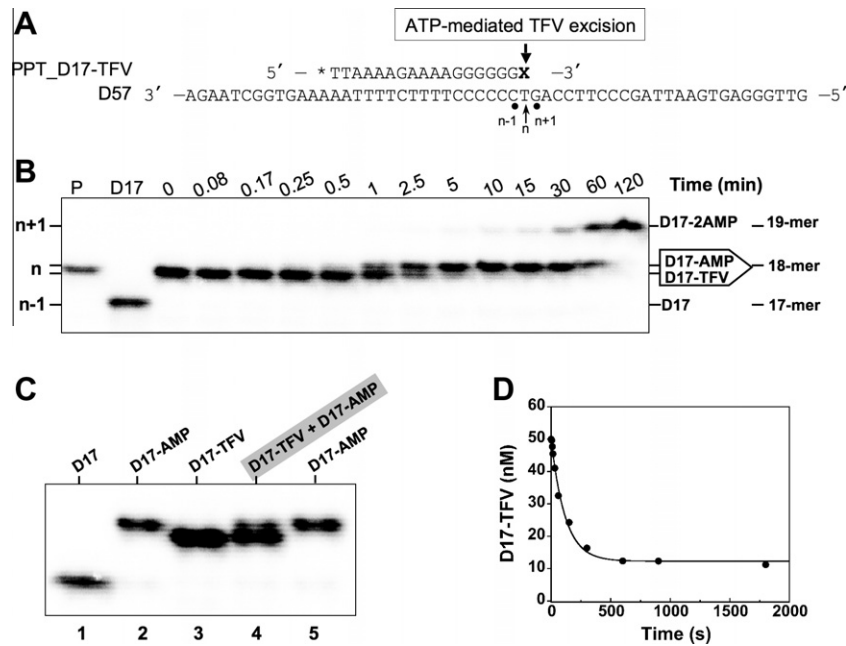 A
ATP-mediated TFV excision
PPT_D17-TFV 5′ – *TTAAAAGAAAAGGGGGGX –3′
D57 3′ –AGAATCGGTGAAAAATTTTCTTTTCCCCCCTGACCTTCCCGATTAAGTGAGGGTTG –5′
n-1 n n+1
B
P D17 0 0.08 0.17 0.25 0.5 1 2.5 5 10 15 30 60 120 Time (min)
n+1 D17-2AMP 19-mer
n D17-AMP 18-mer
D17-TFV
n-1 D17 17-mer
C
D17 D17-AMP D17-TFV D17-TFV + D17-AMP D17-AMP
1 2 3 4 5
D
D17-TFV (nM)
60
50
40
30
20
10
0
0 500 1000 1500 2000
Time (s)